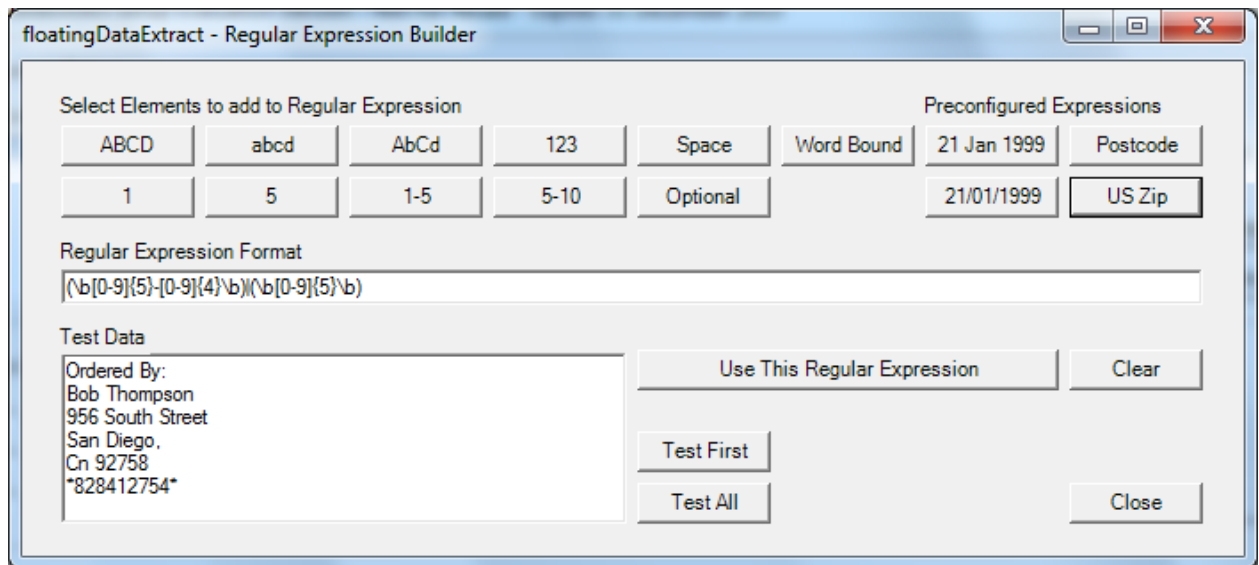 floatingDataExtract - Regular Expression Builder
Select Elements to add to Regular Expression
Preconfigured Expressions
ABCD abcd AbCd 123 Space Word Bound 21 Jan 1999 Postcode
1 5 1-5 5-10 Optional 21/01/1999 US Zip
Regular Expression Format
(\b[0-9]{5}-[0-9]{4}\b)|(\b[0-9]{5}\b)
Test Data
Ordered By:
Bob Thompson
956 South Street
San Diego,
Cn 92758
*828412754*
Use This Regular Expression Clear
Test First
Test All Close